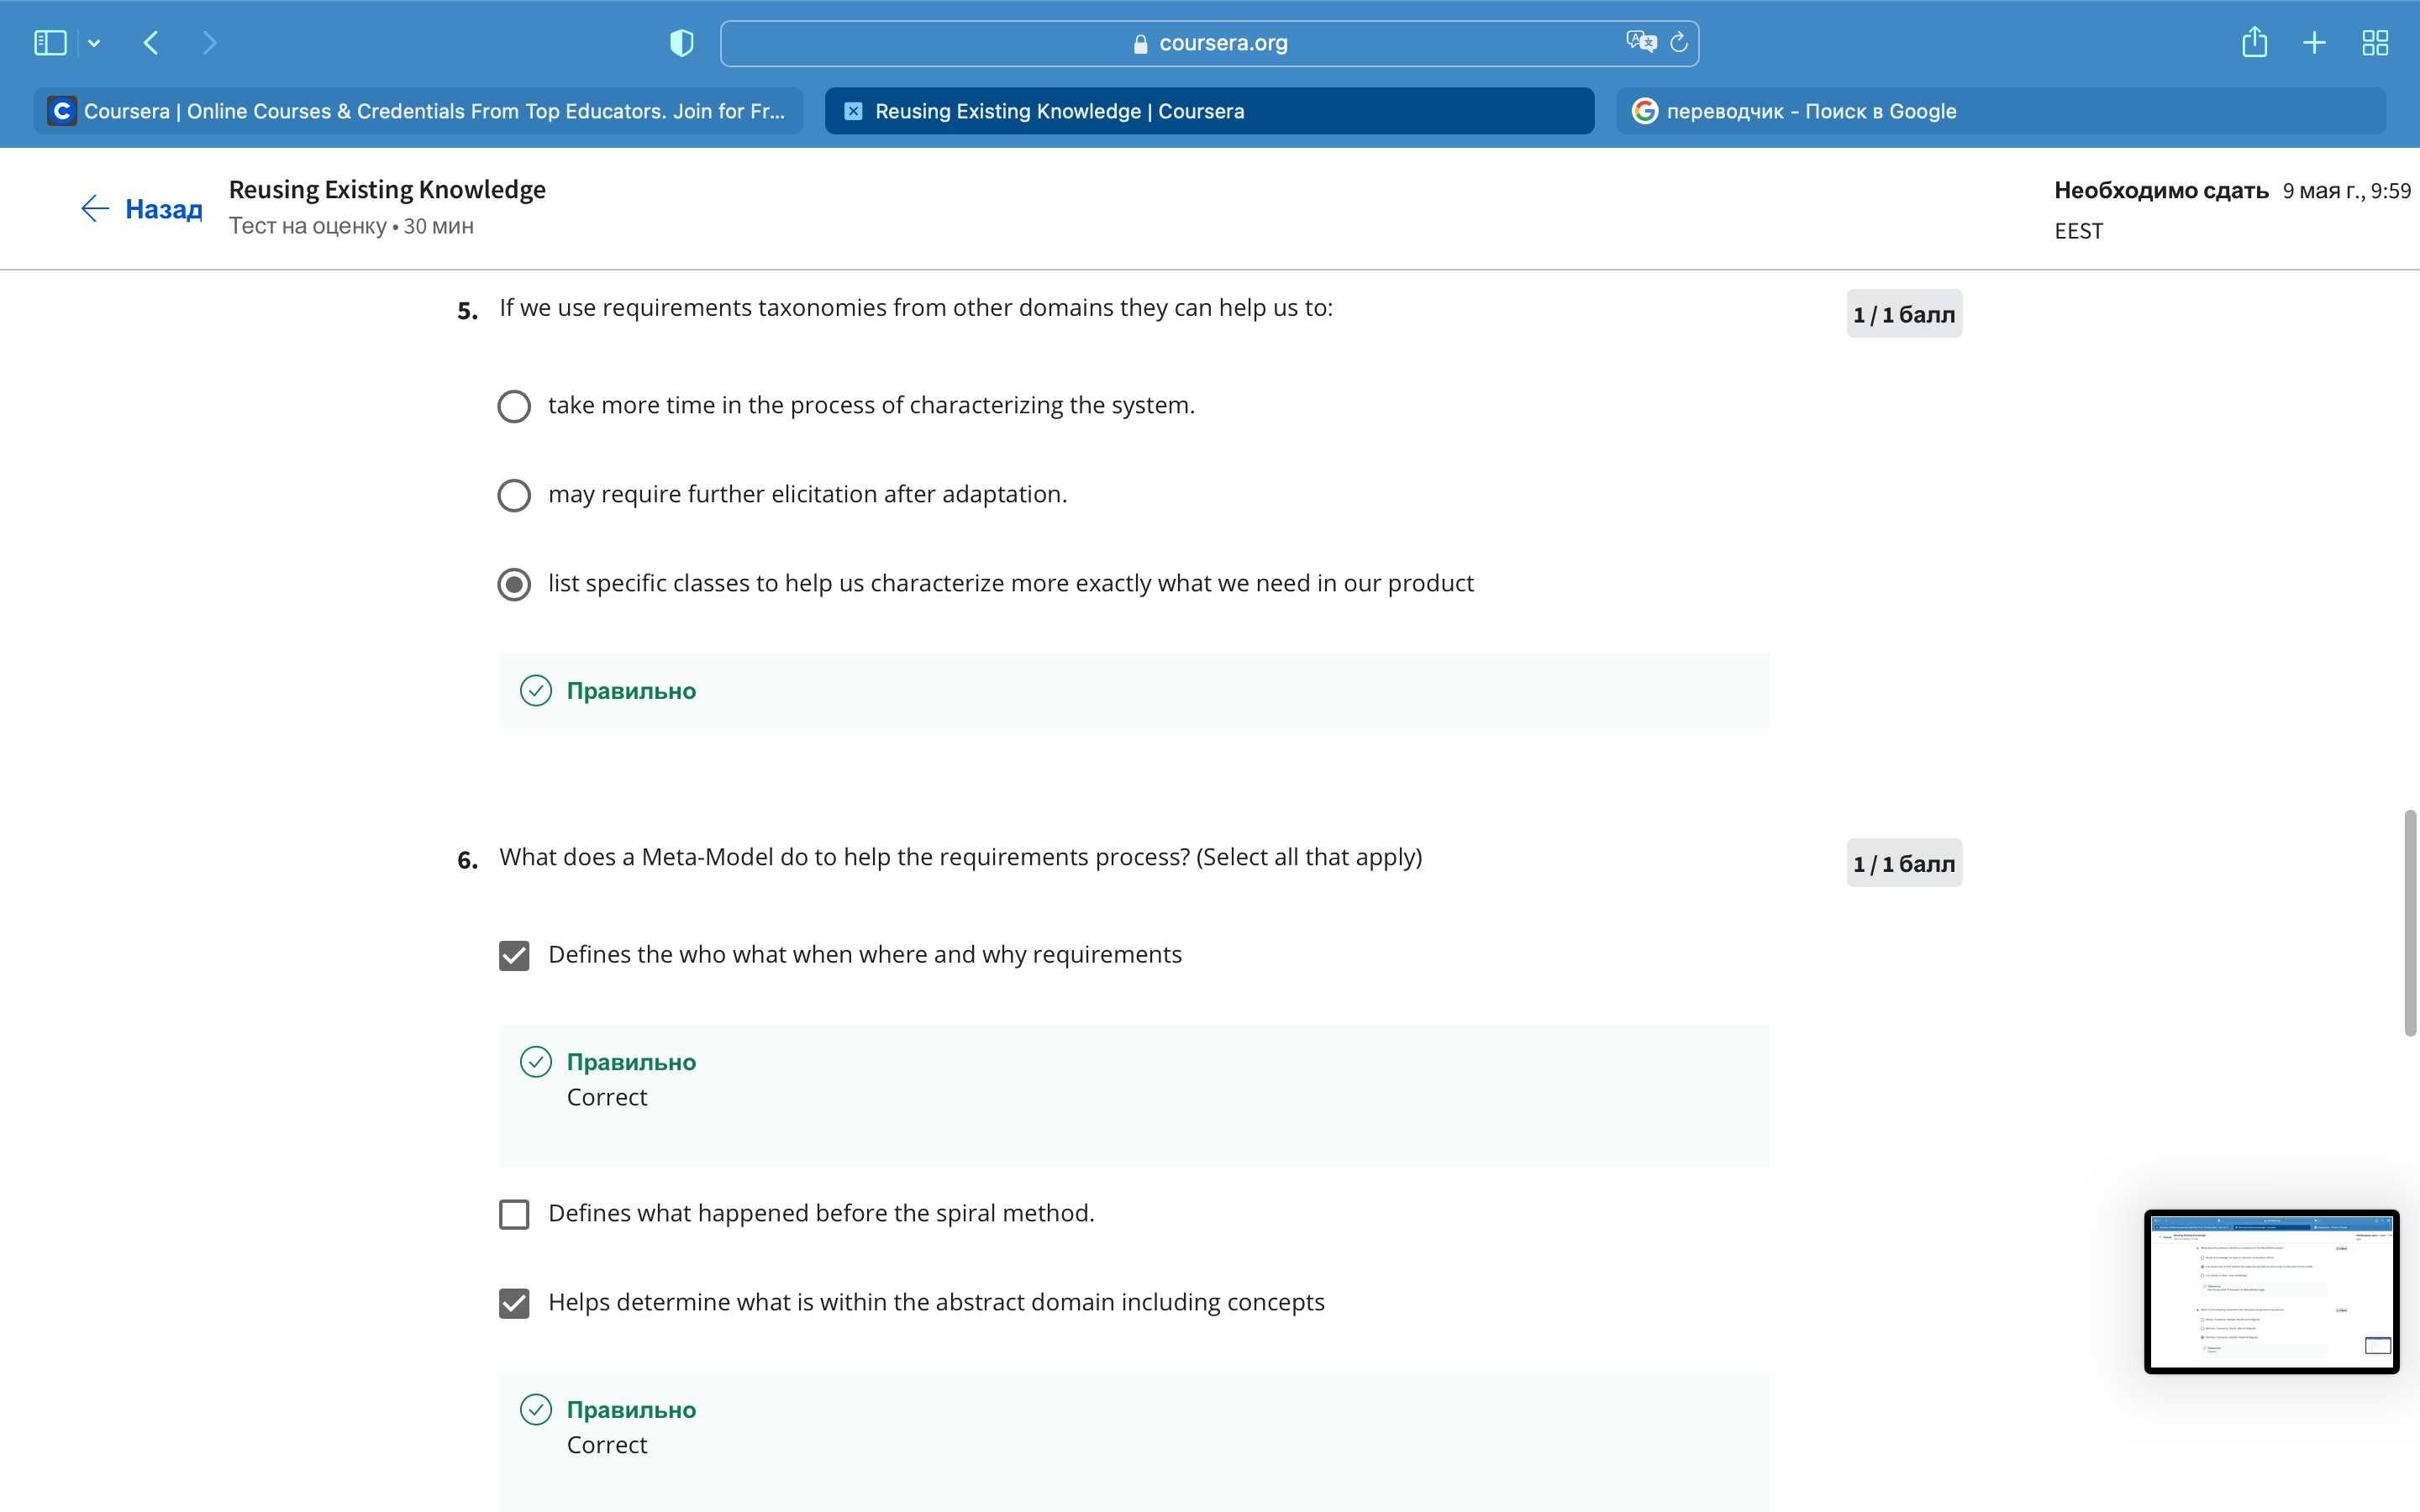 coursera.org
Coursera | Online Courses & Credentials From Top Educators. Join for Fr...
Reusing Existing Knowledge | Coursera
переводчик - Поиск в Google
Назад
Reusing Existing Knowledge
Тест на оценку • 30 мин
Необходимо сдать 9 мая г., 9:59
EEST
5. If we use requirements taxonomies from other domains they can help us to:
1 / 1 балл
take more time in the process of characterizing the system.
may require further elicitation after adaptation.
list specific classes to help us characterize more exactly what we need in our product
Правильно
6. What does a Meta-Model do to help the requirements process? (Select all that apply)
1 / 1 балл
Defines the who what when where and why requirements
Правильно
Correct
Defines what happened before the spiral method.
Helps determine what is within the abstract domain including concepts
Правильно
Correct